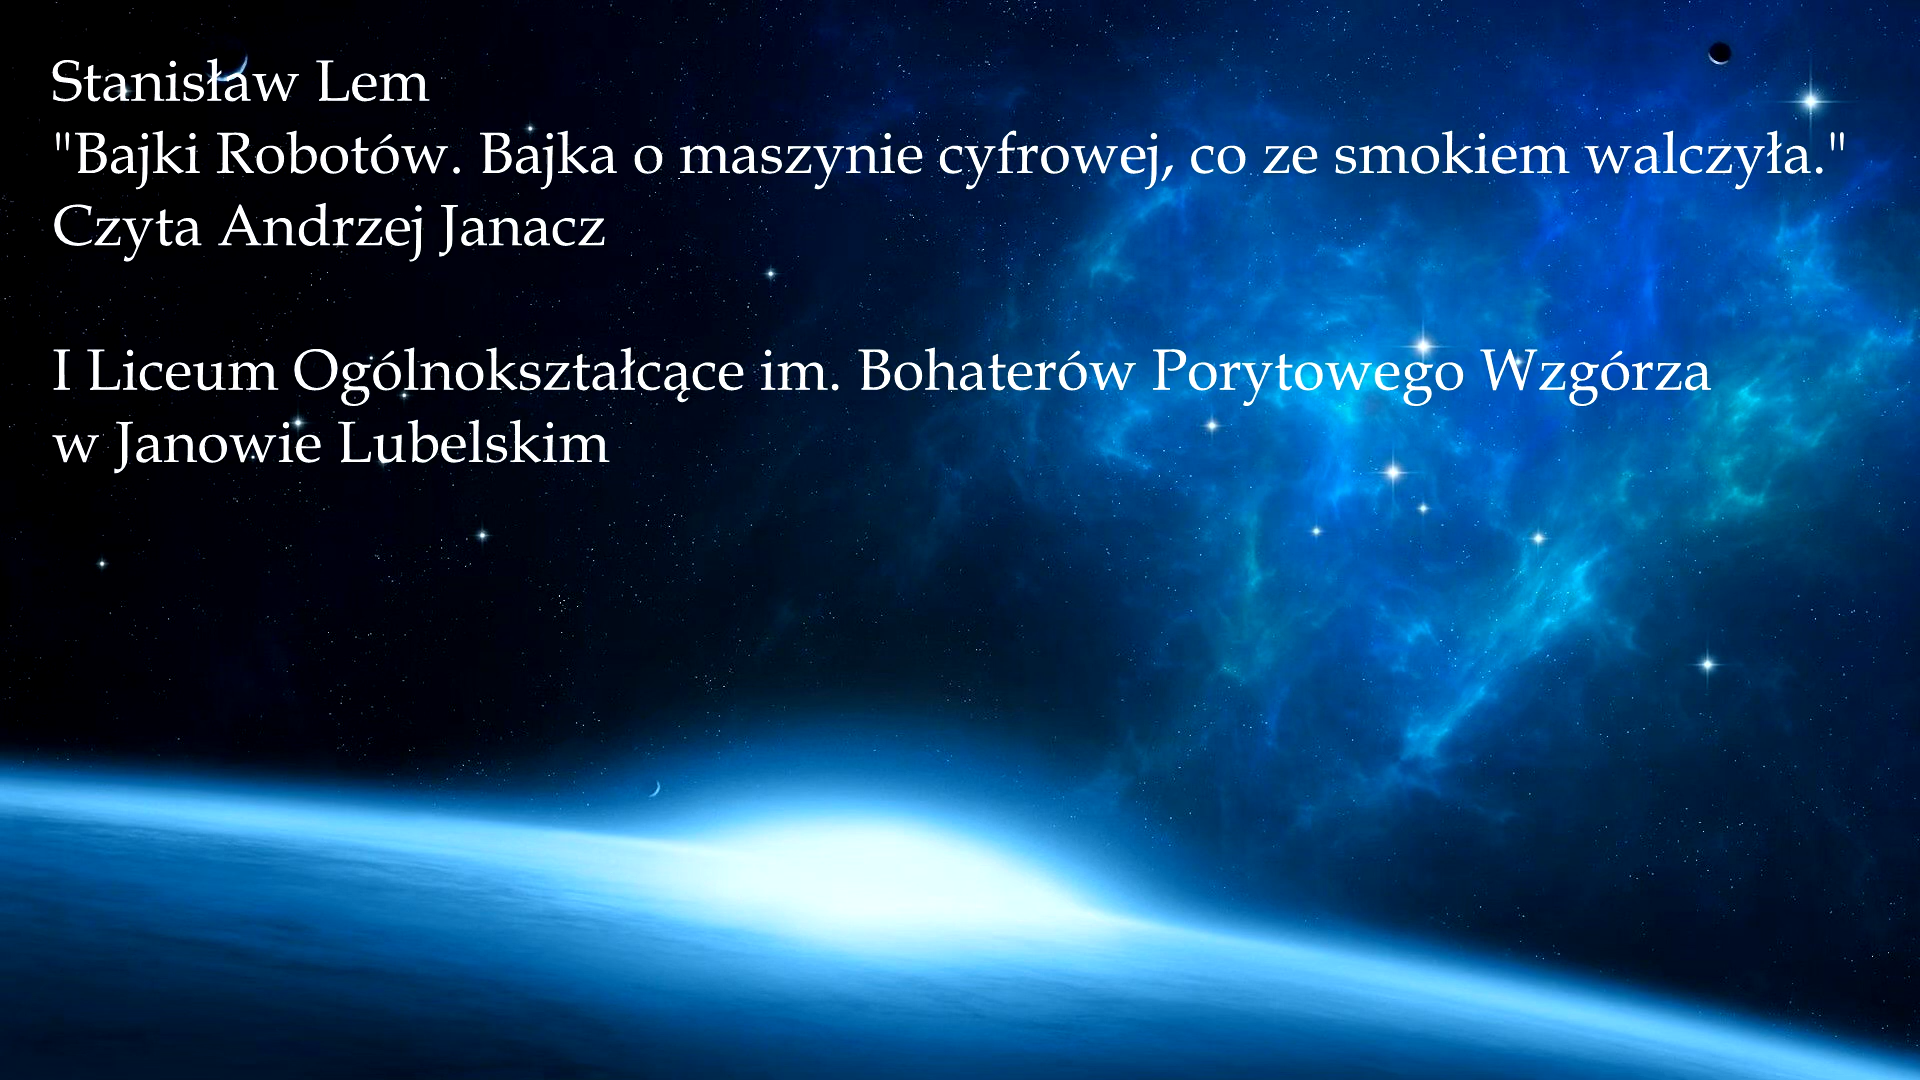 Stanisław Lem
"Bajki Robotów. Bajka o maszynie cyfrowej, co ze smokiem walczyła."
Czyta Andrzej Janacz
I Liceum Ogólnokształcące im. Bohaterów Porytowego Wzgórza
w Janowie Lubelskim